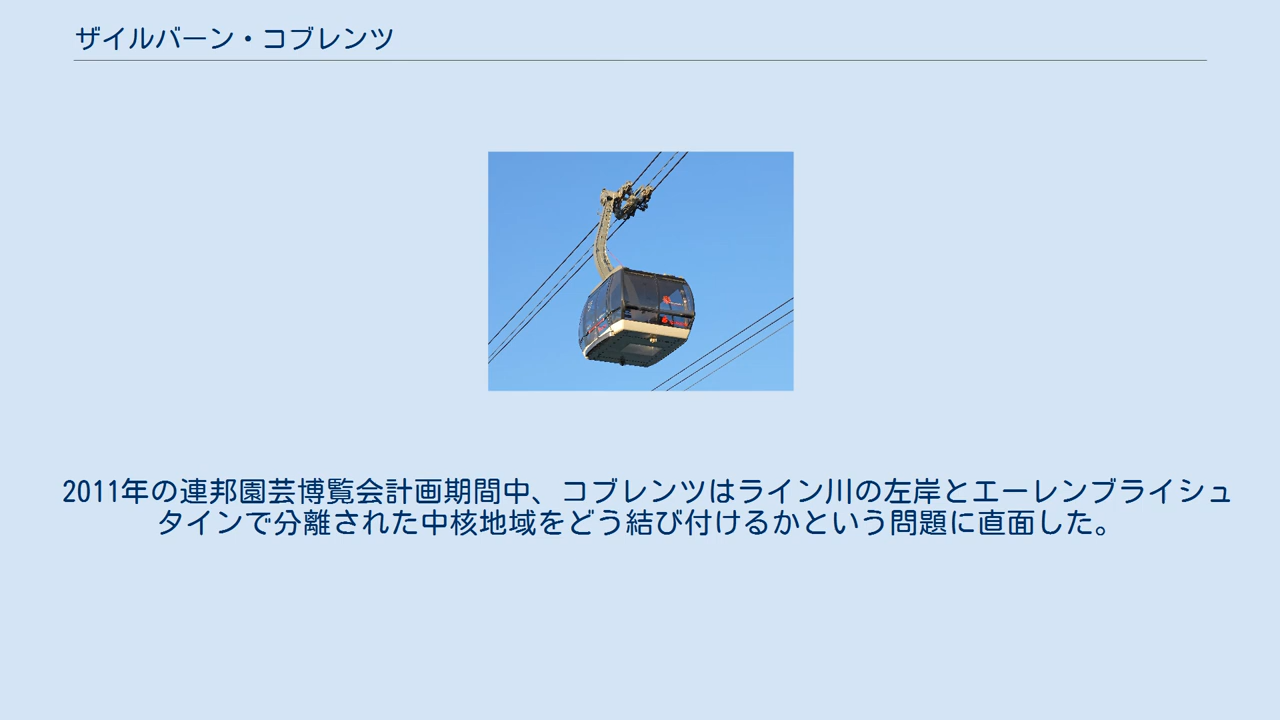 ザイルバーン・コブレンツ
2011年の連邦園芸博覧会計画期間中、コブレンツはライン川の左岸とエーレンブライシュ
タインで分離された中核地域をどう結び付けるかという問題に直面した。